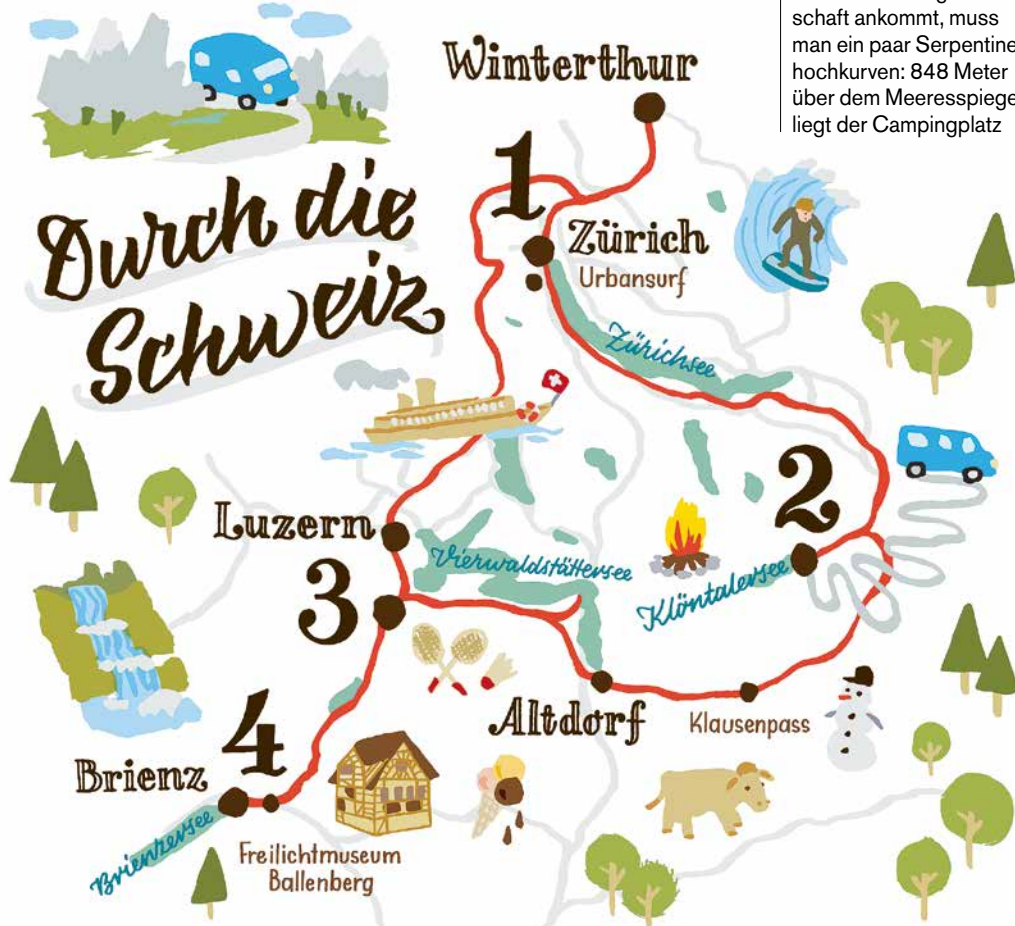 schaft ankommt, muss
man ein paar Serpentine
hochkurven: 848 Meter
über dem Meeresspiege
liegt der Campingplatz
Durch die
Schweiz
Winterthur
1
Zürich
Urbansurf
Zürichsee
2
Klöntalersee
Luzern
Vierwaldstättersee
3
Altdorf
Klausenpass
4
Brienz
Brienzersee
Freilichtmuseum
Ballenberg